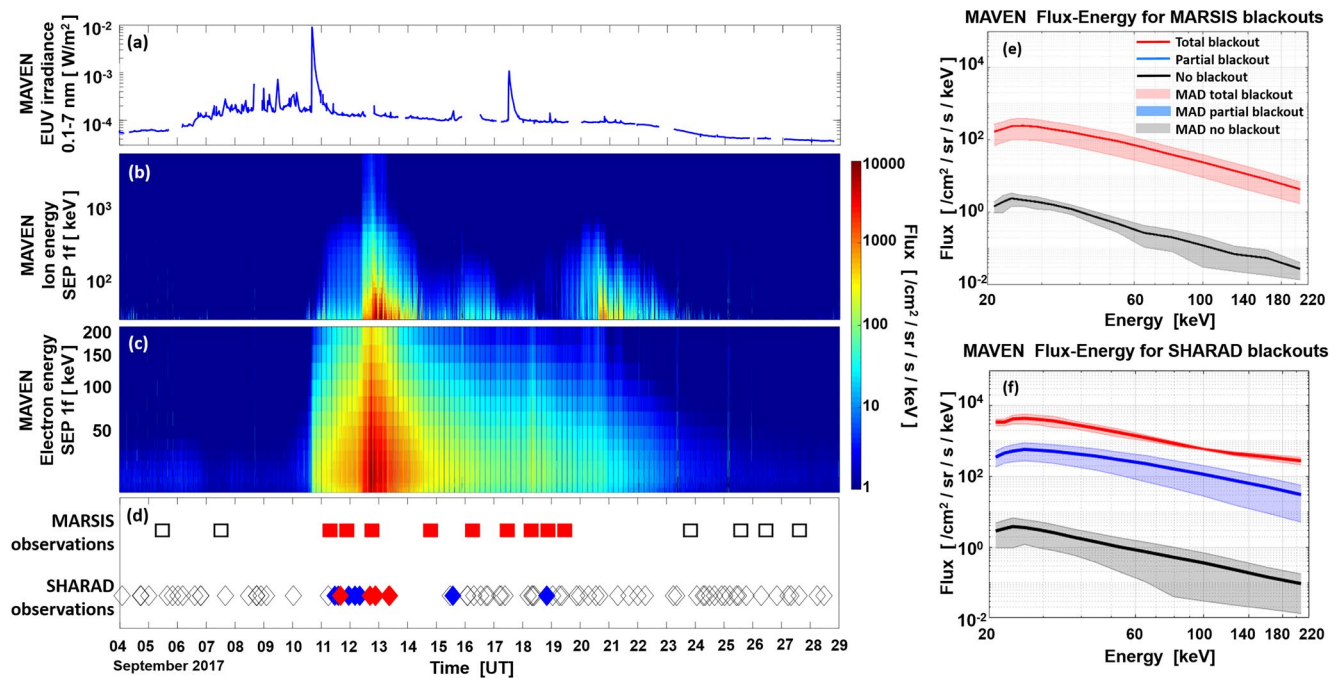 (a)
MAVEN
EUV irradiance
0.1-7 nm [ W/m²]
10⁻²
10⁻³
10⁻⁴
(b)
MAVEN
Ion energy
SEP 1f [ keV]
10³
10²
(c)
MAVEN
Electron energy
SEP 1f [ keV]
200
150
100
50
10000
1000
100
10
1
Flux [ /cm² / sr / s / keV]
(d)
MARSIS
observations
SHARAD
observations
04 05 06 07 08 09 10 11 12 13 14 15 16 17 18 19 20 21 22 23 24 25 26 27 28 29
September 2017
Time [UT]
MAVEN Flux-Energy for MARSIS blackouts
(e)
Total blackout
Partial blackout
No blackout
MAD total blackout
MAD partial blackout
MAD no blackout
Flux [ /cm² / sr / s / keV]
10⁴
10²
10⁰
10⁻²
20 60 100 140 180 220
Energy [keV]
MAVEN Flux-Energy for SHARAD blackouts
(f)
Flux [ /cm² / sr / s / keV]
10⁴
10²
10⁰
10⁻²
20 60 100 140 180 220
Energy [keV]